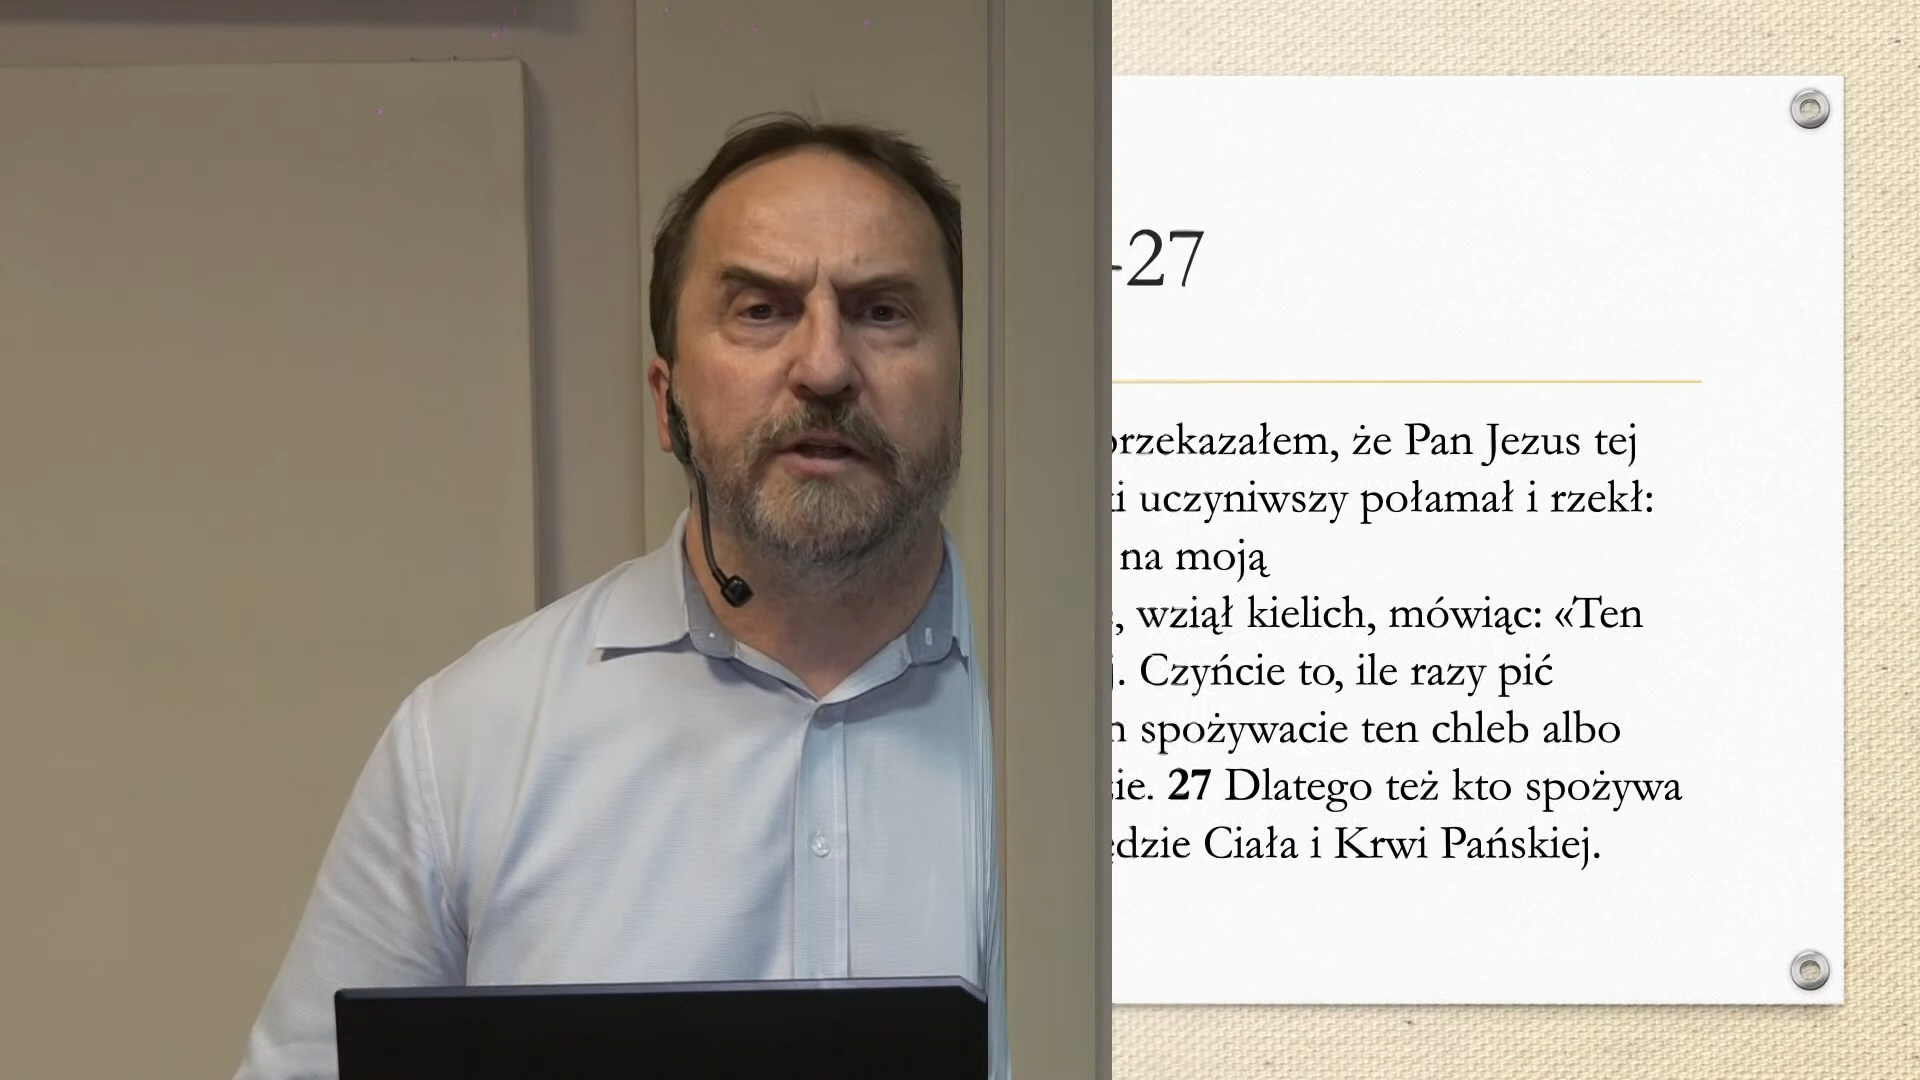 -27
przekazałem, że Pan Jezus tej
uczyniwszy połamał i rzekł:
na moją
, wziął kielich, mówiąc: «Ten
. Czyńcie to, ile razy pić
spożywacie ten chleb albo
ie. 27 Dlatego też kto spożywa
ędzie Ciała i Krwi Pańskiej.